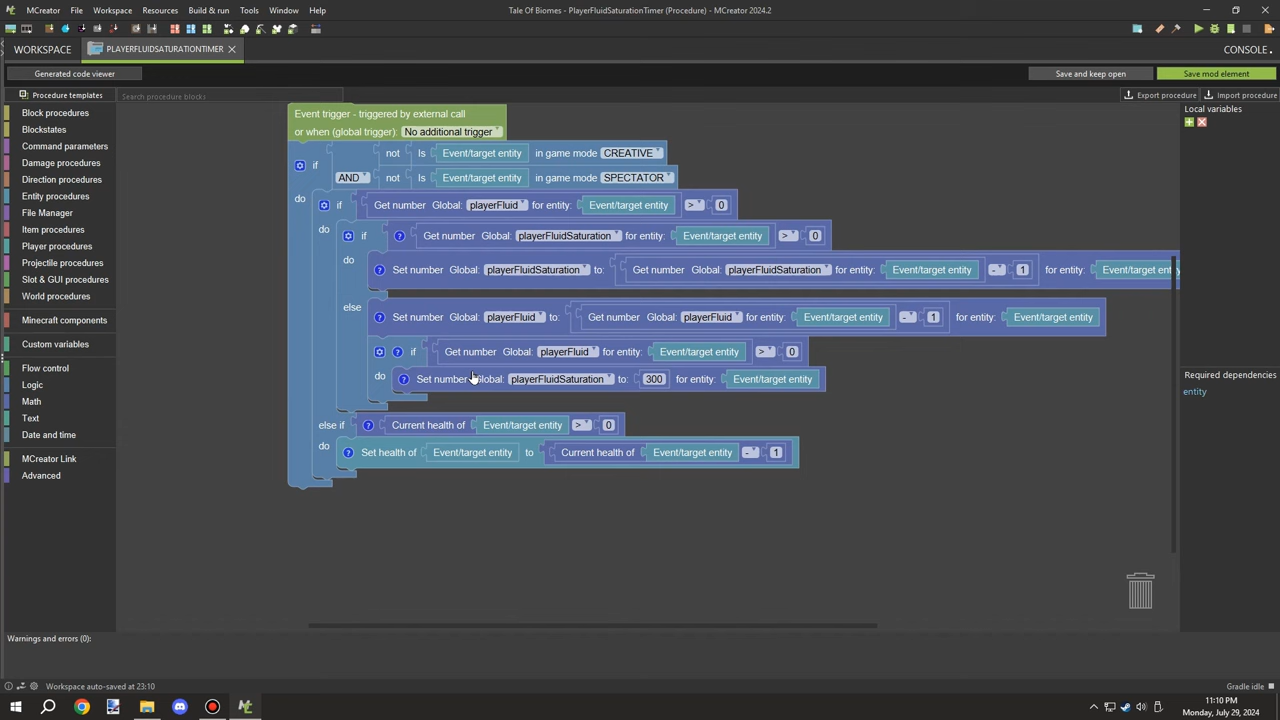 MCreator File Workspace Resources Build & run Tools Window Help
Tale Of Biomes - PlayerFluidSaturationTimer (Procedure) - MCreator 2024.2
WORKSPACE
PLAYERFLUIDSATURATIONTIMER
CONSOLE
Generated code viewer
Save and keep open
Save mod element
Procedure templates
Search procedure blocks
Export procedure
Import procedure
Block procedures
Blockstates
Command parameters
Damage procedures
Direction procedures
Entity procedures
File Manager
Item procedures
Player procedures
Projectile procedures
Slot & GUI procedures
World procedures
Minecraft components
Custom variables
Flow control
Logic
Math
Text
Date and time
MCreator Link
Advanced
Event trigger - triggered by external call
or when (global trigger): No additional trigger
if not Is Event/target entity in game mode CREATIVE
AND not Is Event/target entity in game mode SPECTATOR
do if Get number Global: playerFluid for entity: Event/target entity > 0
do if Get number Global: playerFluidSaturation for entity: Event/target entity > 0
do Set number Global: playerFluidSaturation to: Get number Global: playerFluidSaturation for entity: Event/target entity - 1 for entity: Event/target entity
else Set number Global: playerFluid to: Get number Global: playerFluid for entity: Event/target entity - 1 for entity: Event/target entity
if Get number Global: playerFluid for entity: Event/target entity > 0
do Set number Global: playerFluidSaturation to: 300 for entity: Event/target entity
else if Current health of Event/target entity > 0
do Set health of Event/target entity to Current health of Event/target entity - 1
Local variables
Required dependencies
entity
Warnings and errors (0):
Workspace auto-saved at 23:10
Gradle idle
11:10 PM
Monday, July 29, 2024